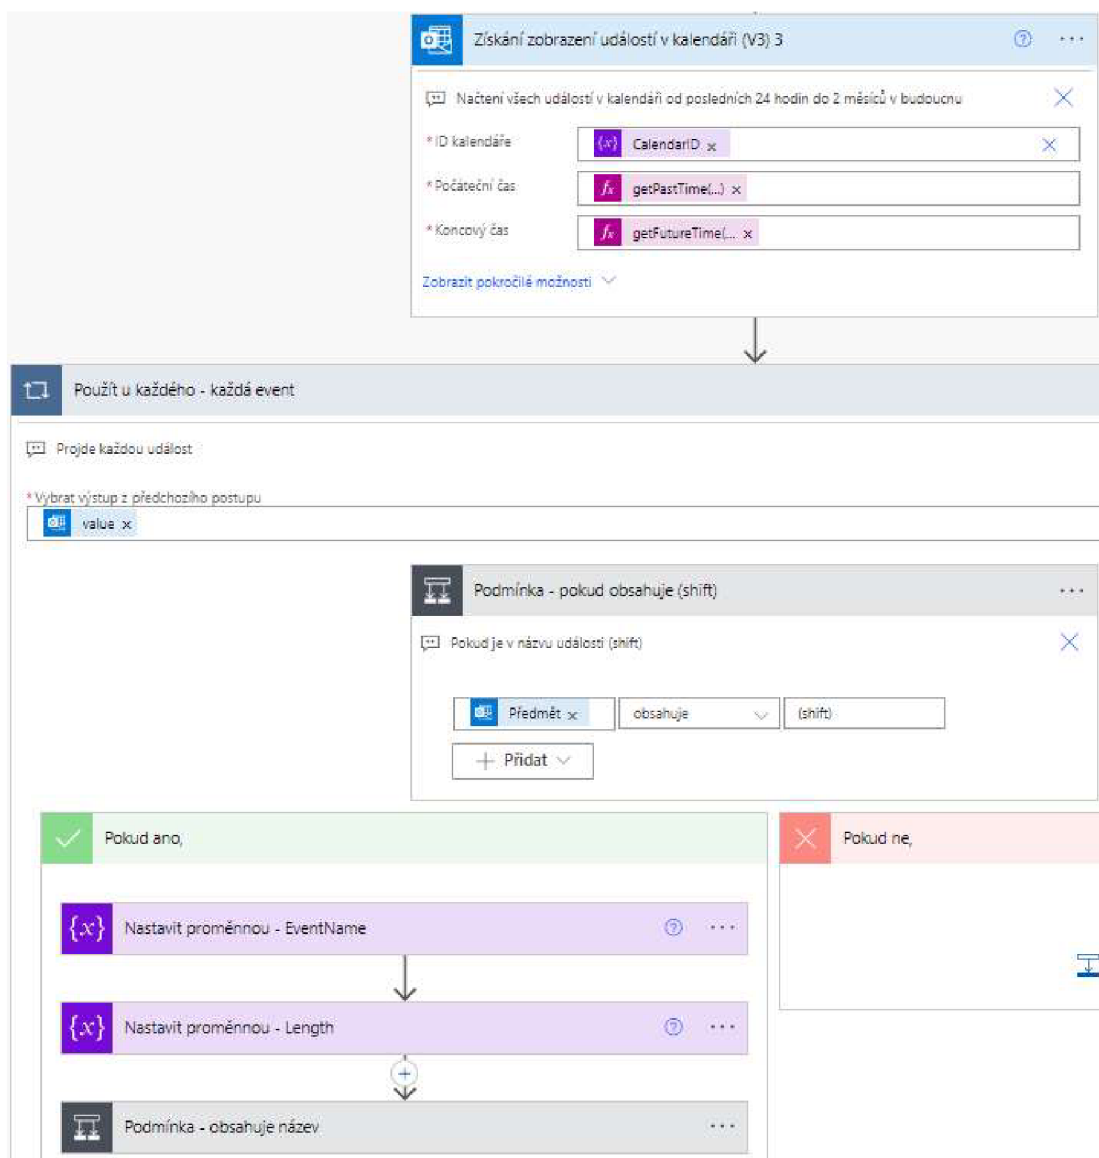 Získání zobrazení událostí v kalendáři (V3) 3
Načtení všech událostí v kalendáři od posledních 24 hodin do 2 měsíců v budoucnu
*ID kalendáře
{x} CalendarID ×
*Počáteční čas
fx getPastTime(...) ×
*Koncový čas
fx getFutureTime(... ×
Zobrazit pokročilé možnosti
Použít u každého - každá event
Projde každou událost
*Vybrat výstup z předchozího postupu
value ×
Podmínka - pokud obsahuje (shift)
Pokud je v názvu události (shift)
Předmět × obsahuje (shift)
+ Přidat
Pokud ano,
Pokud ne,
{x} Nastavit proměnnou - EventName
{x} Nastavit proměnnou - Length
Podmínka - obsahuje název